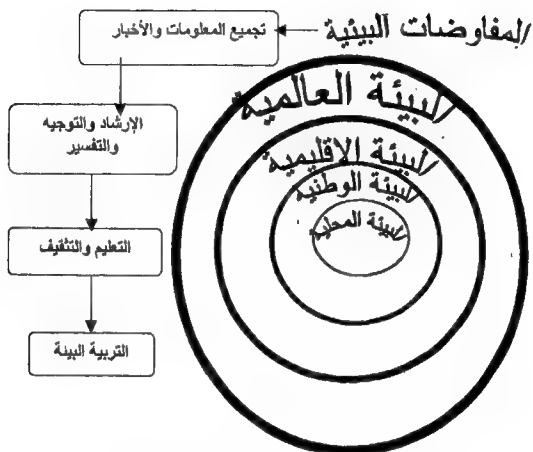 المفاوضات البيئية
تجميع المعلومات والأخبار
الإرشاد والتوجيه
والتفسير
التعليم والتثقيف
التربية البيئة
البيئة العالمية
البيئة الإقليمية
البيئة الوطنية
البيئة المحلية